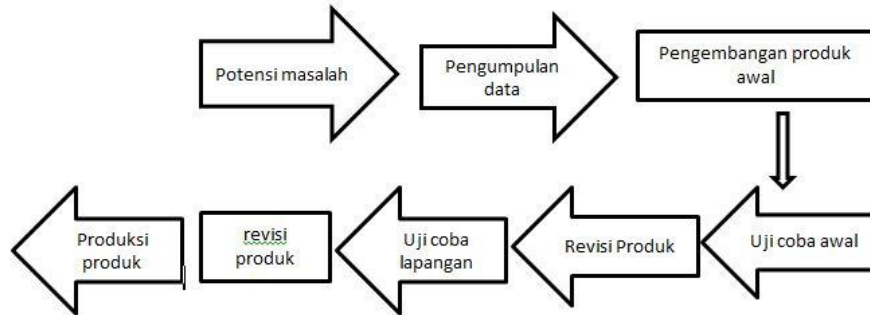 Potensi masalah
Pengumpulan
data
Pengembangan produk
awal
Uji coba awal
Revisi Produk
Uji coba
lapangan
revisi
produk
Produksi
produk